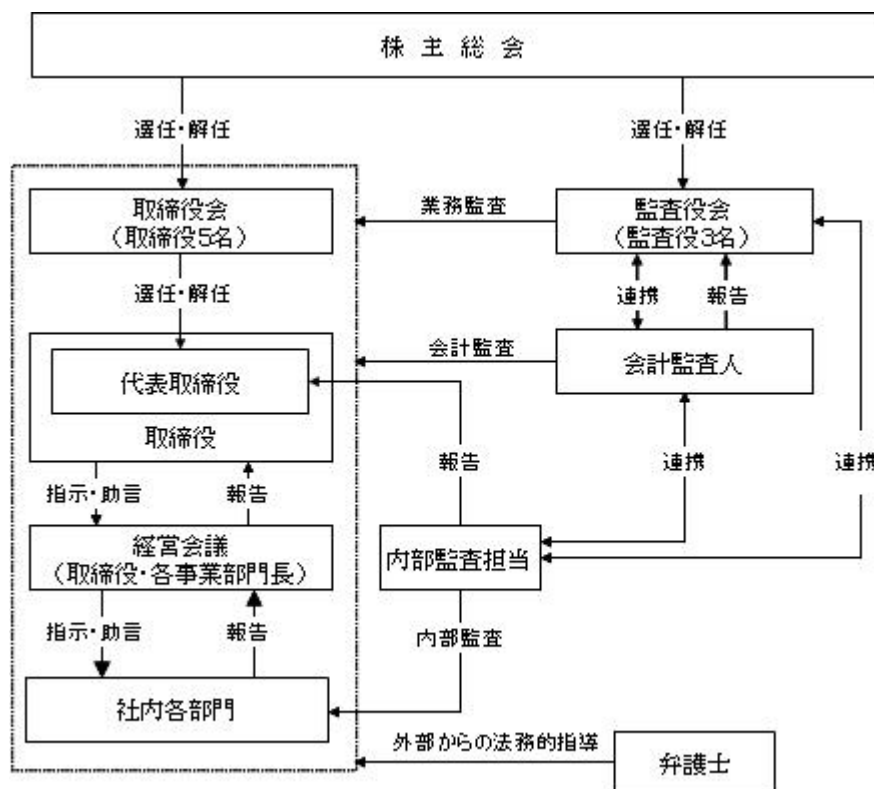 株主総会
選任・解任
選任・解任
取締役会
（取締役5名）
業務監査
監査役会
（監査役3名）
選任・解任
連携
報告
代表取締役
取締役
会計監査
会計監査人
報告
連携
連携
指示・助言
報告
経営会議
（取締役・各事業部門長）
内部監査担当
指示・助言
報告
内部監査
社内各部門
外部からの法務的指導
弁護士